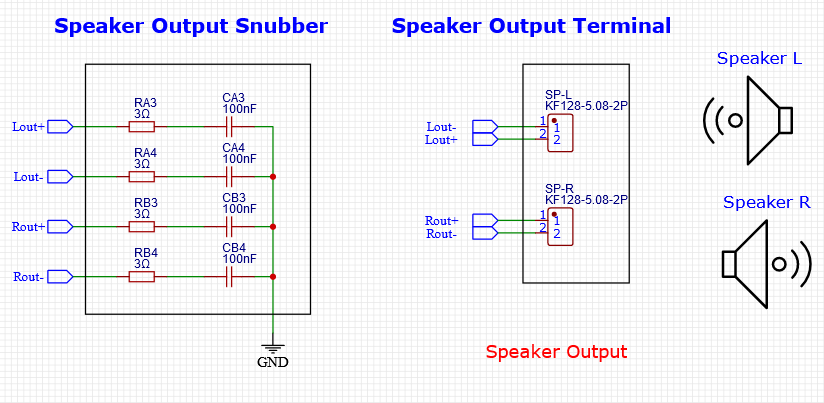 Speaker Output Snubber
Speaker Output Terminal
Speaker L
RA3
3Ω
CA3
100nF
Lout+
RA4
3Ω
CA4
100nF
Lout-
RB3
3Ω
CB3
100nF
Rout+
RB4
3Ω
CB4
100nF
Rout-
GND
SP-L
KF128-5.08-2P
Lout-
1
1
Lout+
2
2
SP-R
KF128-5.08-2P
Rout+
1
1
Rout-
2
2
Speaker R
Speaker Output